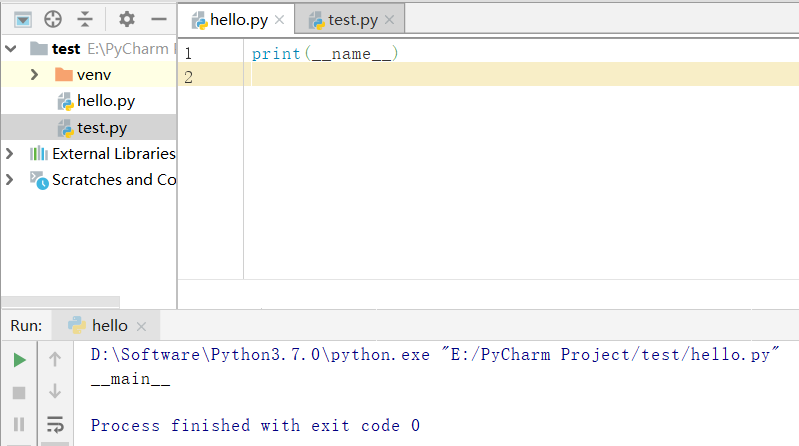 hello.py
test.py
test E:\PyCharm
venv
hello.py
test.py
External Libraries
Scratches and Co
1 print(__name__)
2
Run: hello
D:\Software\Python3.7.0\python.exe "E:/PyCharm Project/test/hello.py"
__main__
Process finished with exit code 0